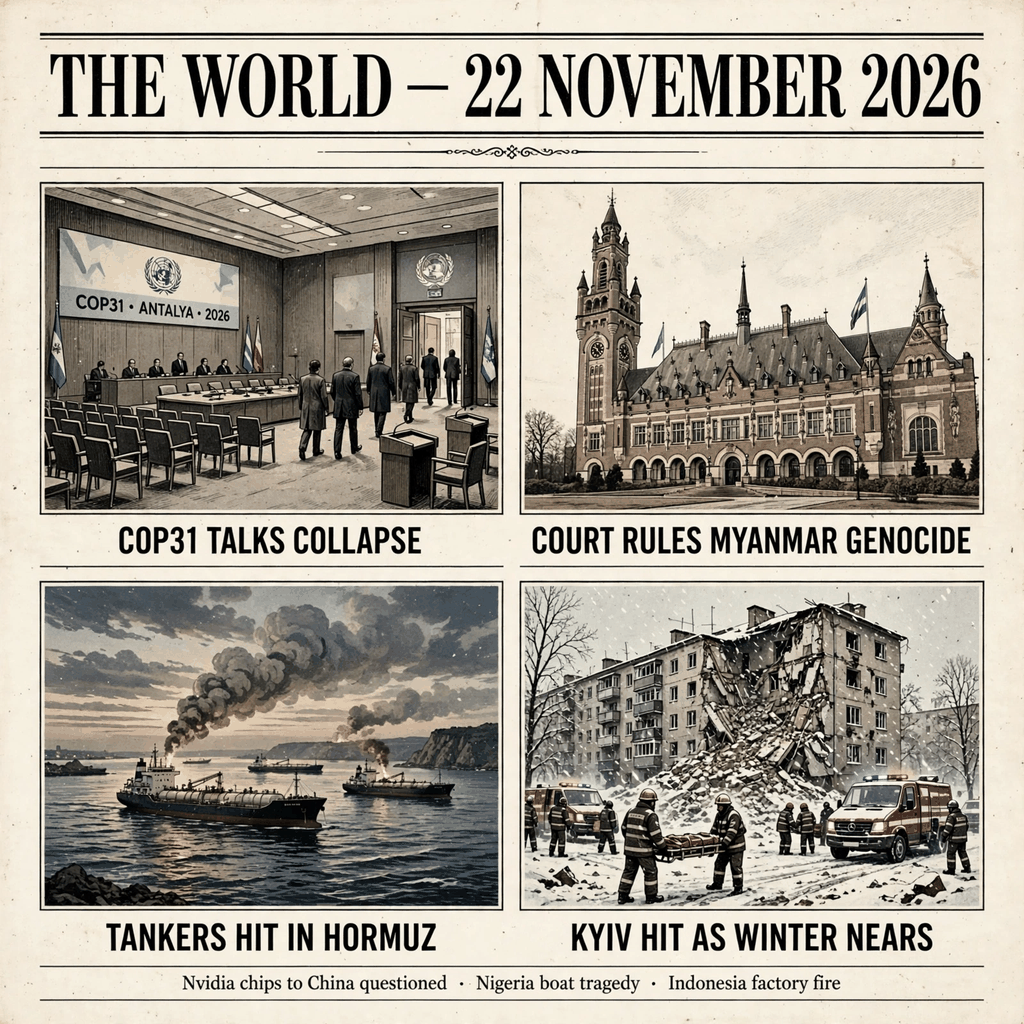 THE WORLD — 22 NOVEMBER 2026
COP31 • ANTALYA • 2026
COP31 TALKS COLLAPSE
COURT RULES MYANMAR GENOCIDE
TANKERS HIT IN HORMUZ
KYIV HIT AS WINTER NEARS
Nvidia chips to China questioned · Nigeria boat tragedy · Indonesia factory fire